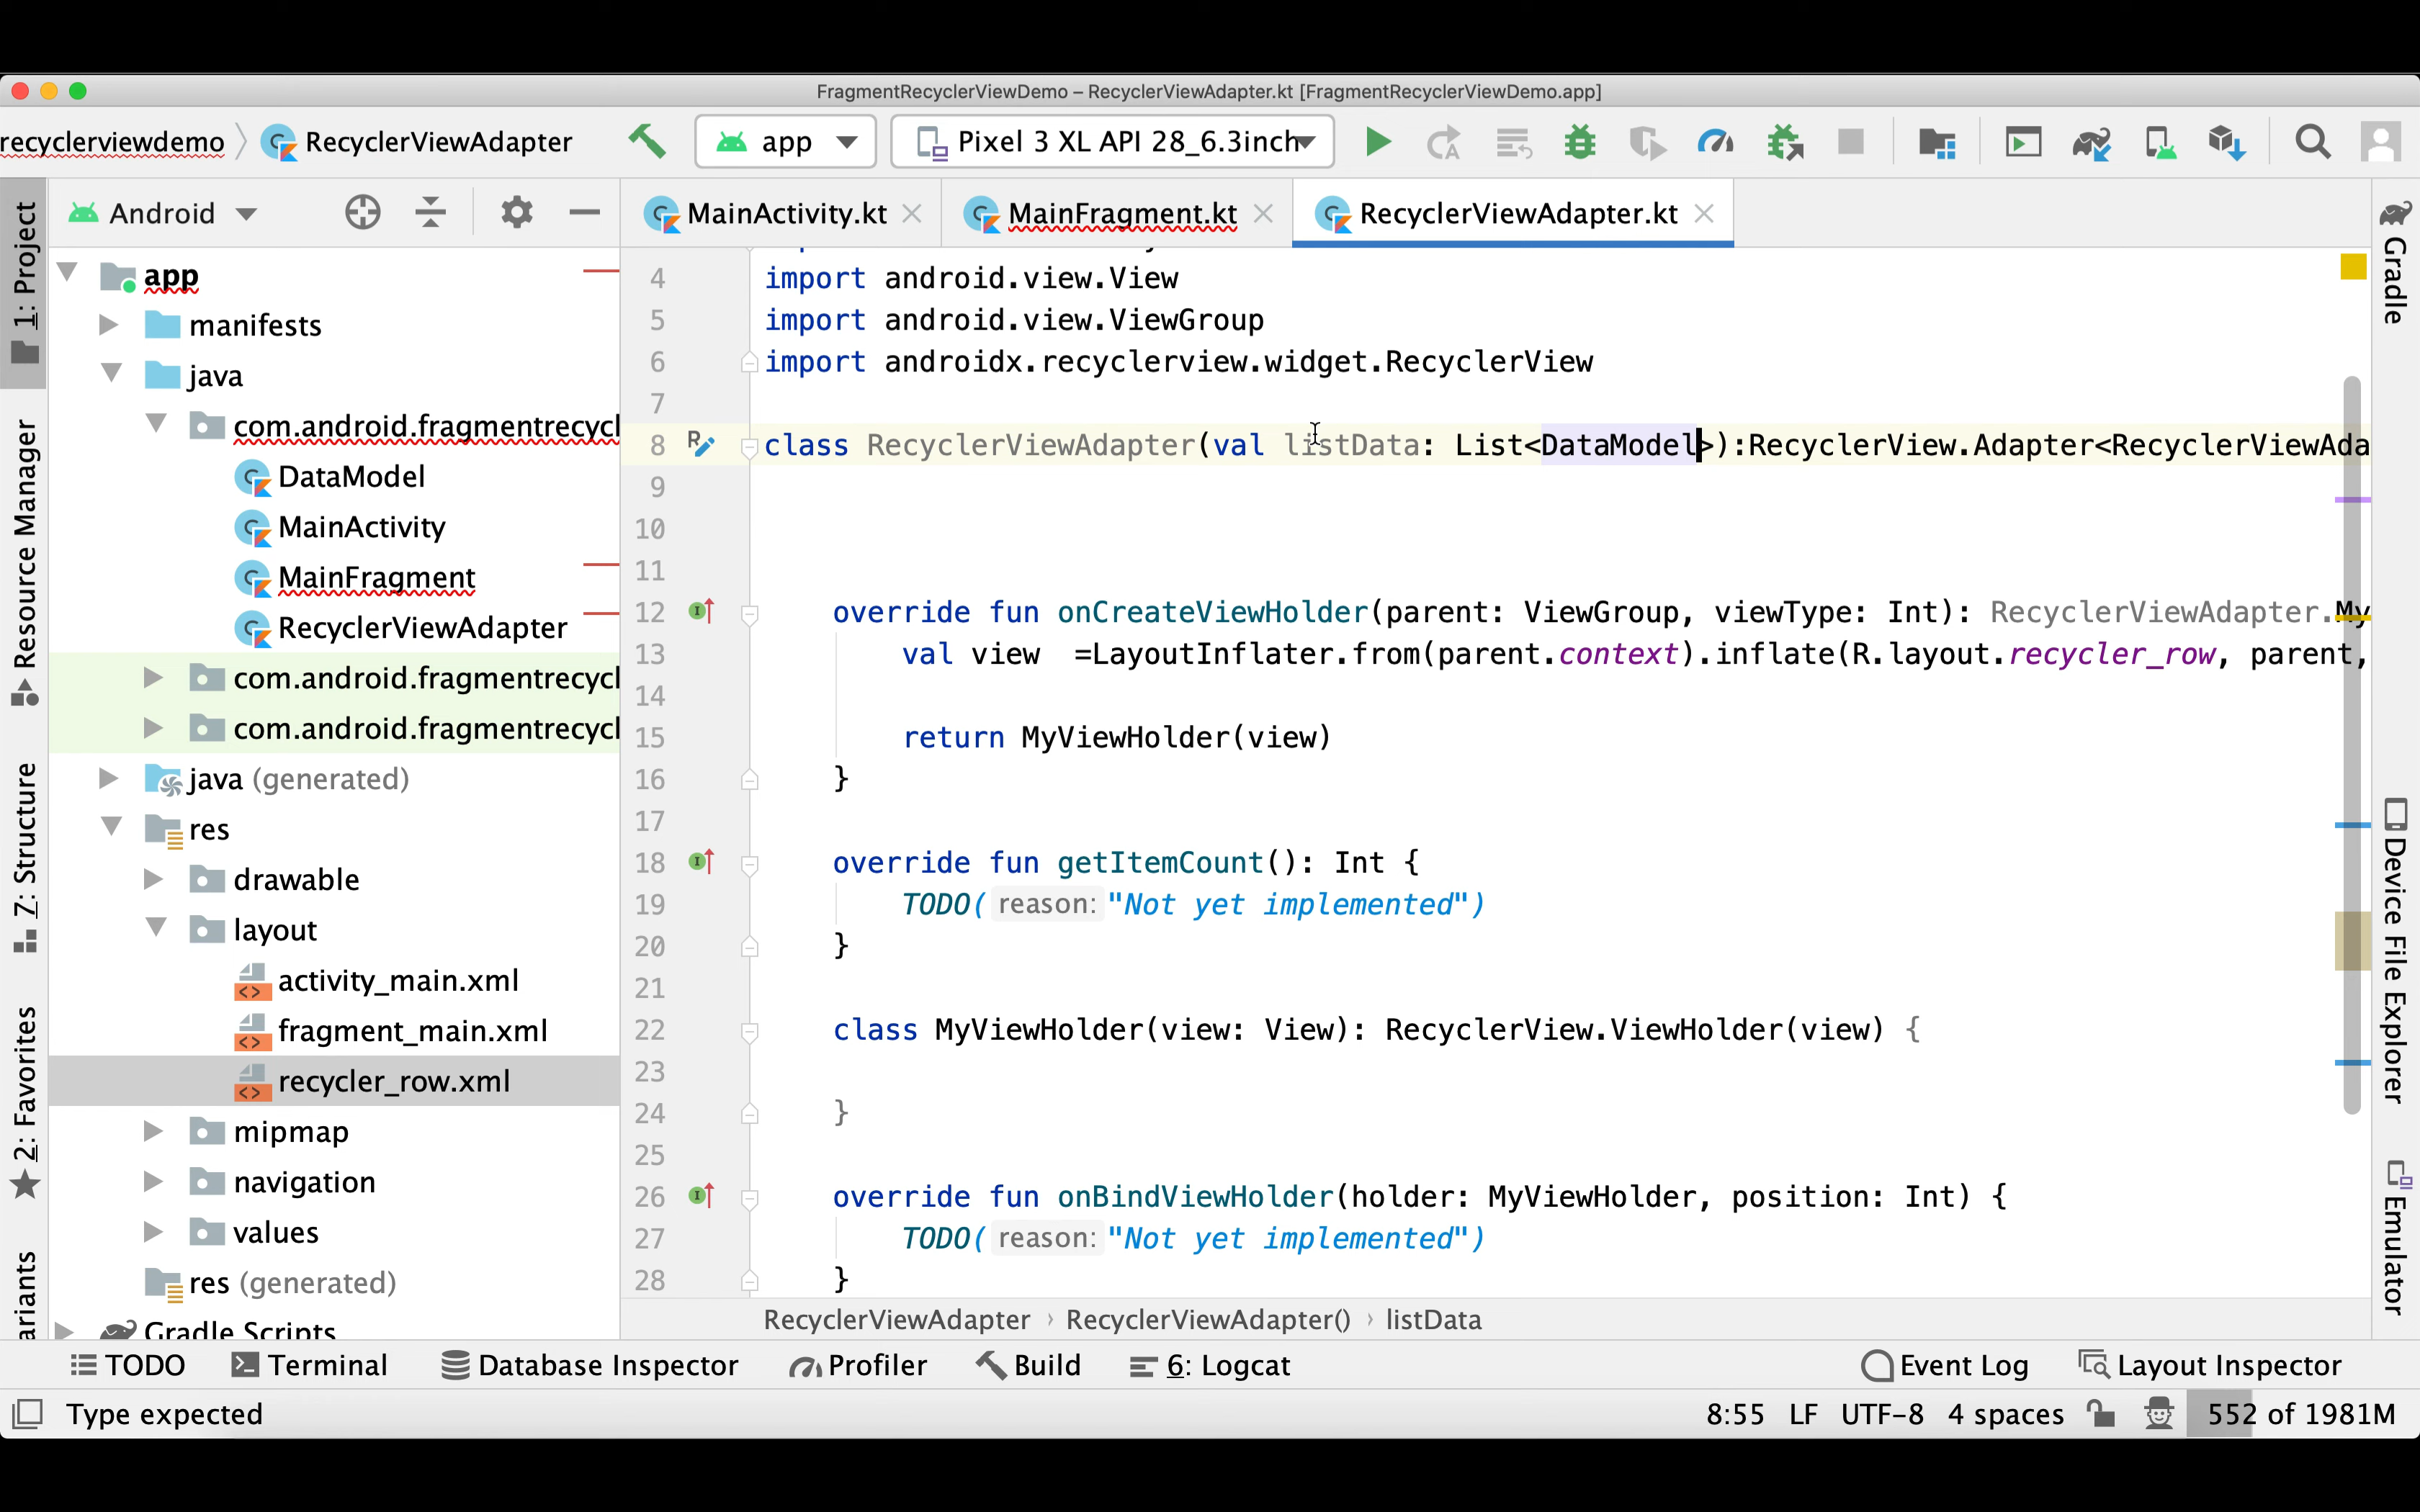 FragmentRecyclerViewDemo – RecyclerViewAdapter.kt [FragmentRecyclerViewDemo.app]
recyclerviewdemo RecyclerViewAdapter app Pixel 3 XL API 28_6.3inch
Android
MainActivity.kt MainFragment.kt RecyclerViewAdapter.kt
1: Project
Resource Manager
7: Structure
2: Favorites
ariants
app
manifests
java
com.android.fragmentrecycl
DataModel
MainActivity
MainFragment
RecyclerViewAdapter
com.android.fragmentrecycl
com.android.fragmentrecycl
java (generated)
res
drawable
layout
activity_main.xml
fragment_main.xml
recycler_row.xml
mipmap
navigation
values
res (generated)
Gradle Scripts
4 import android.view.View
5 import android.view.ViewGroup
6 import androidx.recyclerview.widget.RecyclerView
7
8 class RecyclerViewAdapter(val listData: List<DataModel>):RecyclerView.Adapter<RecyclerViewAda
9
10
11
12 override fun onCreateViewHolder(parent: ViewGroup, viewType: Int): RecyclerViewAdapter.My
13 val view  =LayoutInflater.from(parent.context).inflate(R.layout.recycler_row, parent,
14
15 return MyViewHolder(view)
16 }
17
18 override fun getItemCount(): Int {
19 TODO( reason: "Not yet implemented")
20 }
21
22 class MyViewHolder(view: View): RecyclerView.ViewHolder(view) {
23
24 }
25
26 override fun onBindViewHolder(holder: MyViewHolder, position: Int) {
27 TODO( reason: "Not yet implemented")
28 }
RecyclerViewAdapter › RecyclerViewAdapter() › listData
Gradle
Device File Explorer
Emulator
TODO Terminal Database Inspector Profiler Build 6: Logcat Event Log Layout Inspector
Type expected 8:55 LF UTF-8 4 spaces 552 of 1981M